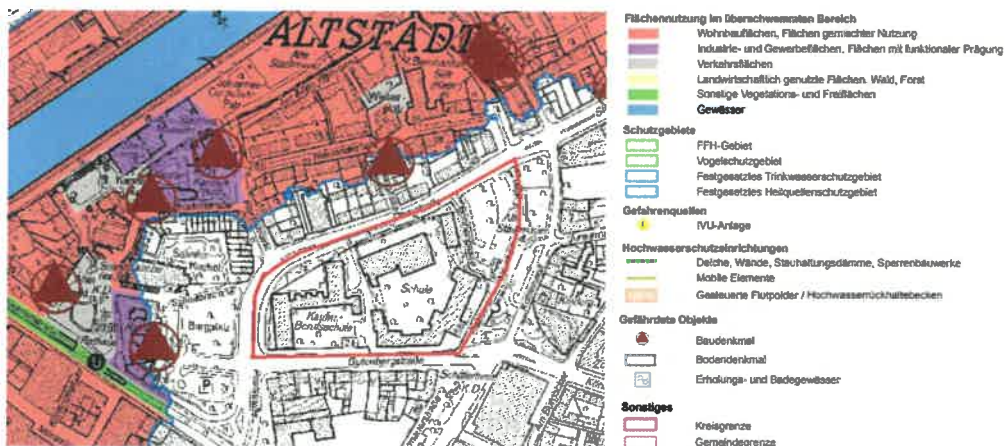 ALTSTADT
Schule
Kaufm.
Berufsschule
Gutenbergstraße
P
Flächennutzung im überschwemmten Bereich
Wohnbauflächen, Flächen gemischter Nutzung
Industrie- und Gewerbeflächen, Flächen mit funktionaler Prägung
Verkehrsflächen
Landwirtschaftlich genutzte Flächen, Wald, Forst
Sonstige Vegetations- und Freiflächen
Gewässer
Schutzgebiete
FFH-Gebiet
Vogelschutzgebiet
Festgesetztes Trinkwasserschutzgebiet
Festgesetztes Heilquellenschutzgebiet
Gefahrenquellen
IVU-Anlage
Hochwasserschutzeinrichtungen
Deiche, Wände, Stauhaltungsdämme, Sperrenbauwerke
Mobile Elemente
Gesteuerte Flutpolder / Hochwasserrückhaltebecken
Gefährdete Objekte
Baudenkmal
Bodendenkmal
Erholungs- und Badegewässer
Sonstiges
Kreisgrenze
Gemeindegrenze